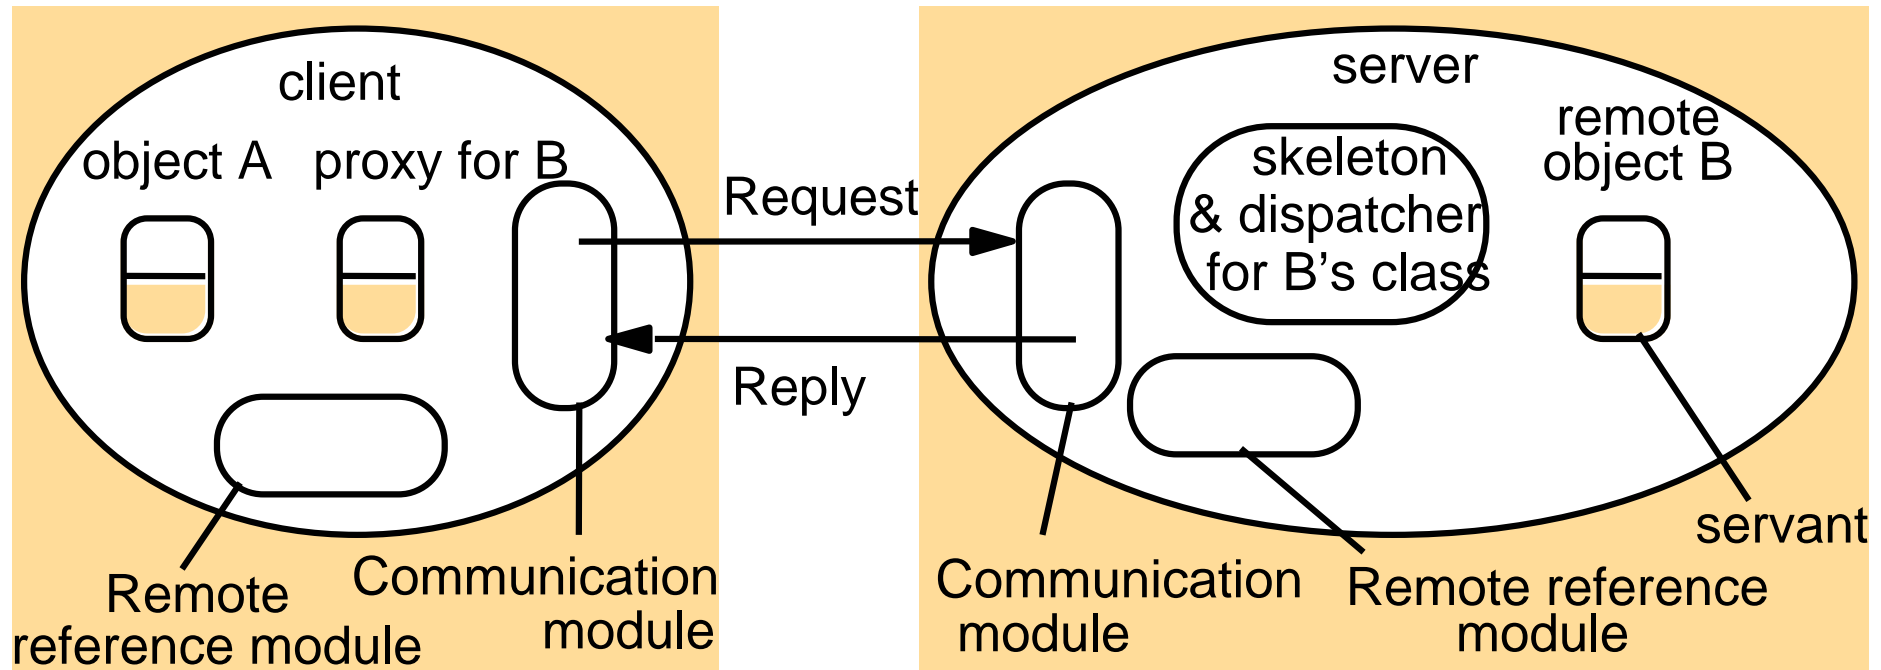 client
object A
proxy for B
Request
Reply
Remote
reference module
Communication
module
server
skeleton
& dispatcher
for B’s class
remote
object B
servant
Communication
module
Remote reference
module